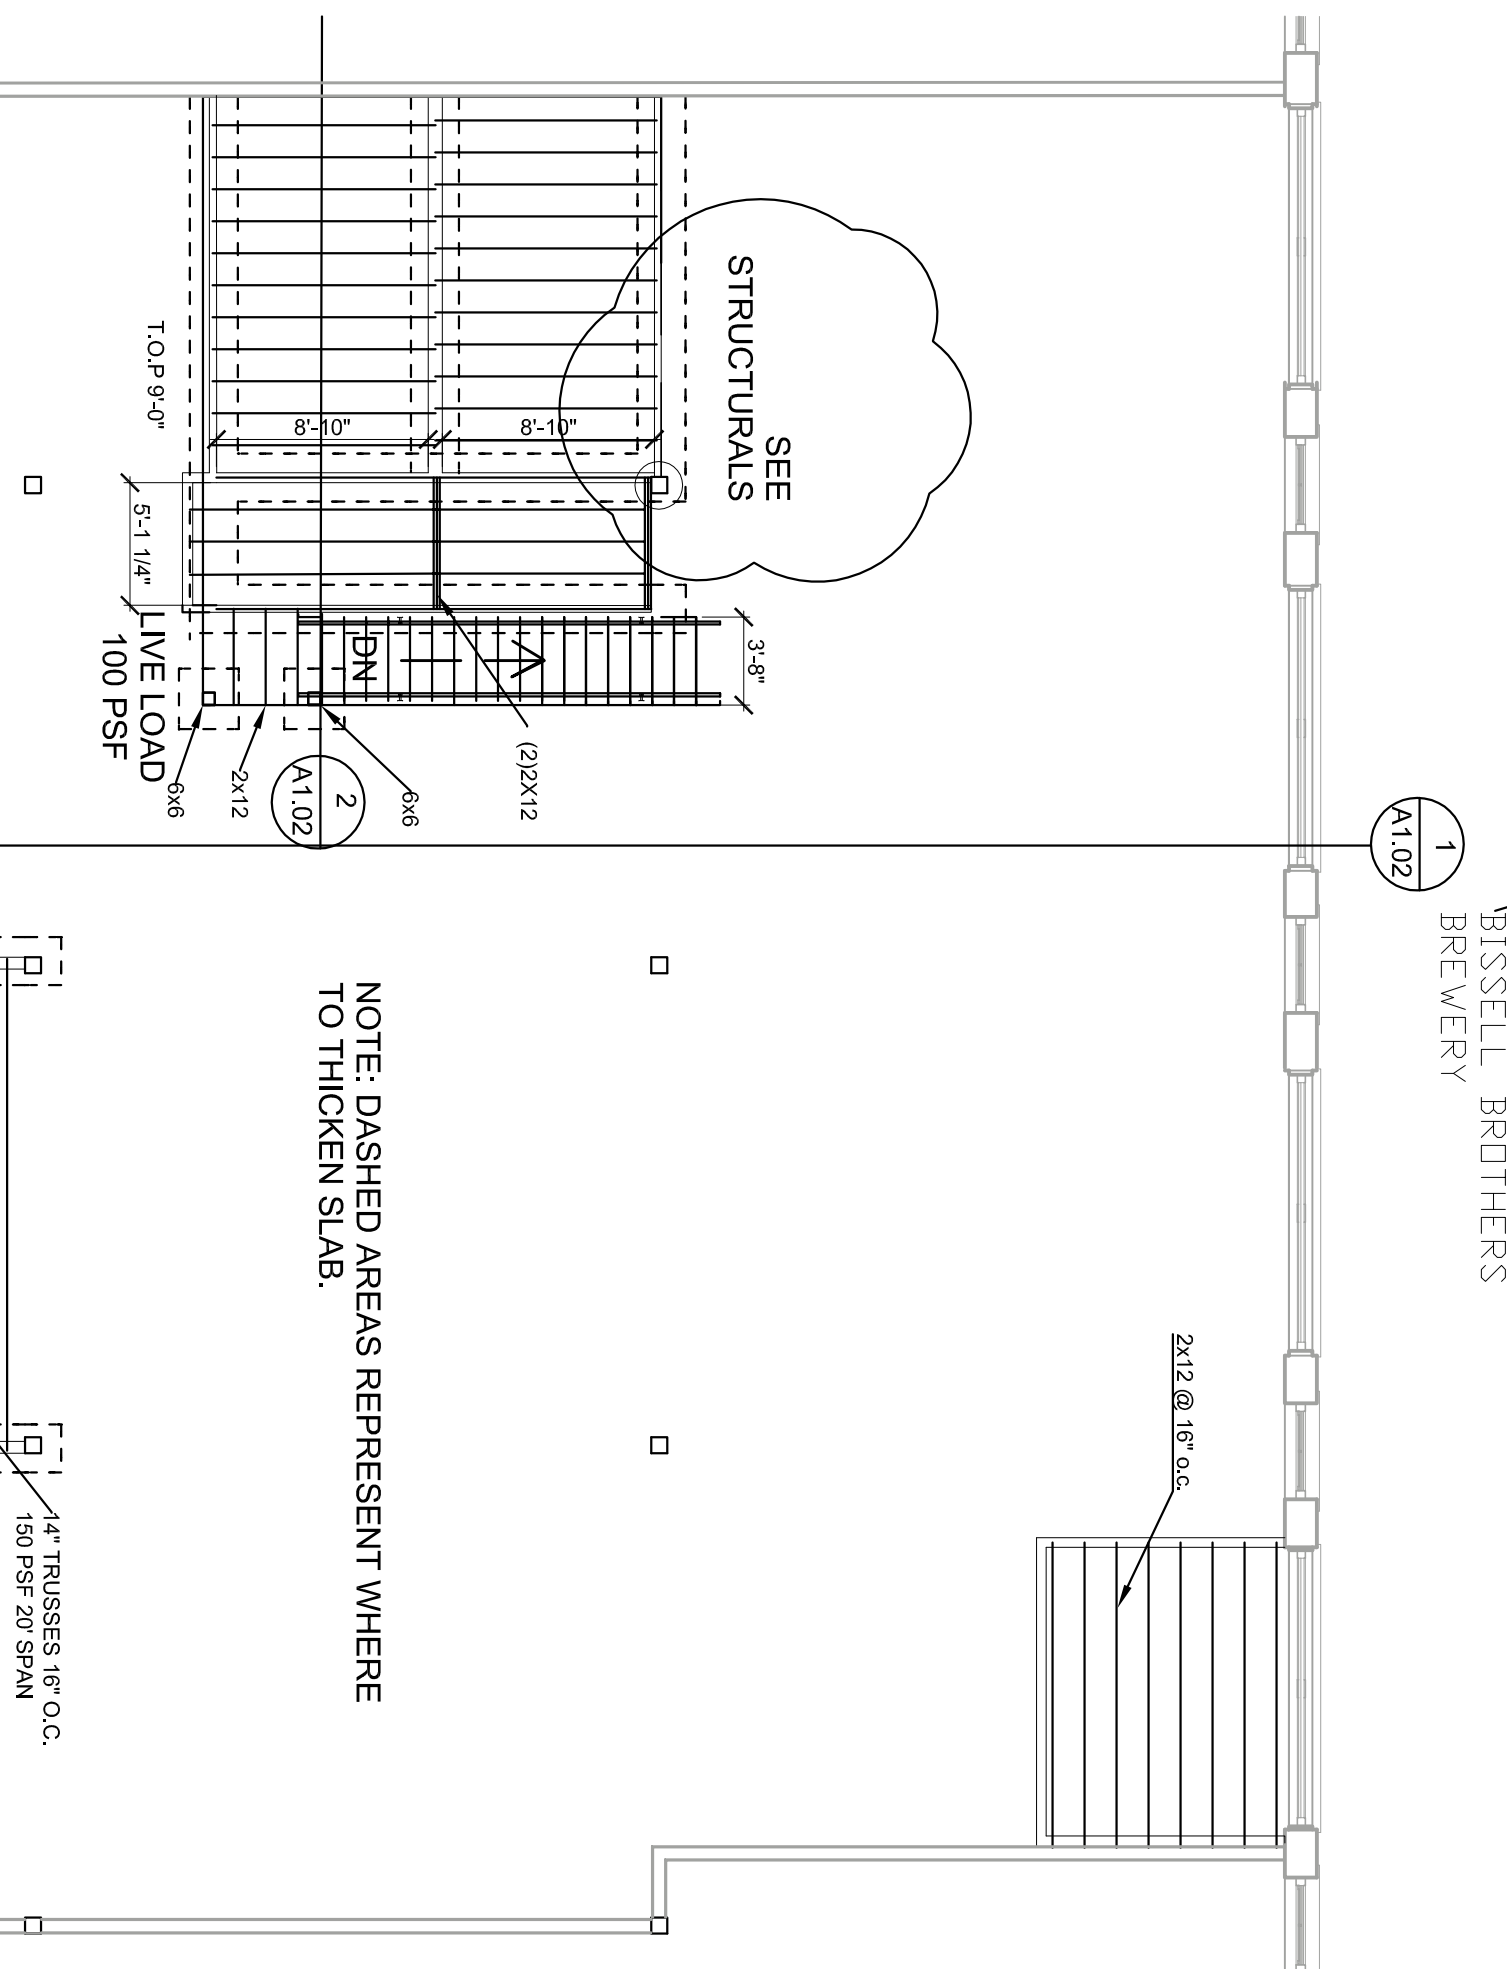 BISSELL BROTHERS
BREWERY
1
A1.02
SEE
STRUCTURALS
T.O.P 9'-0"
8'-10"
8'-10"
5'-1 1/4"
3'-8"
DN
LIVE LOAD
100 PSF
6x6
2x12
2
A1.02
6x6
(2)2X12
NOTE: DASHED AREAS REPRESENT WHERE
TO THICKEN SLAB.
2x12 @ 16" o.c.
14" TRUSSES 16" O.C.
150 PSF 20' SPAN